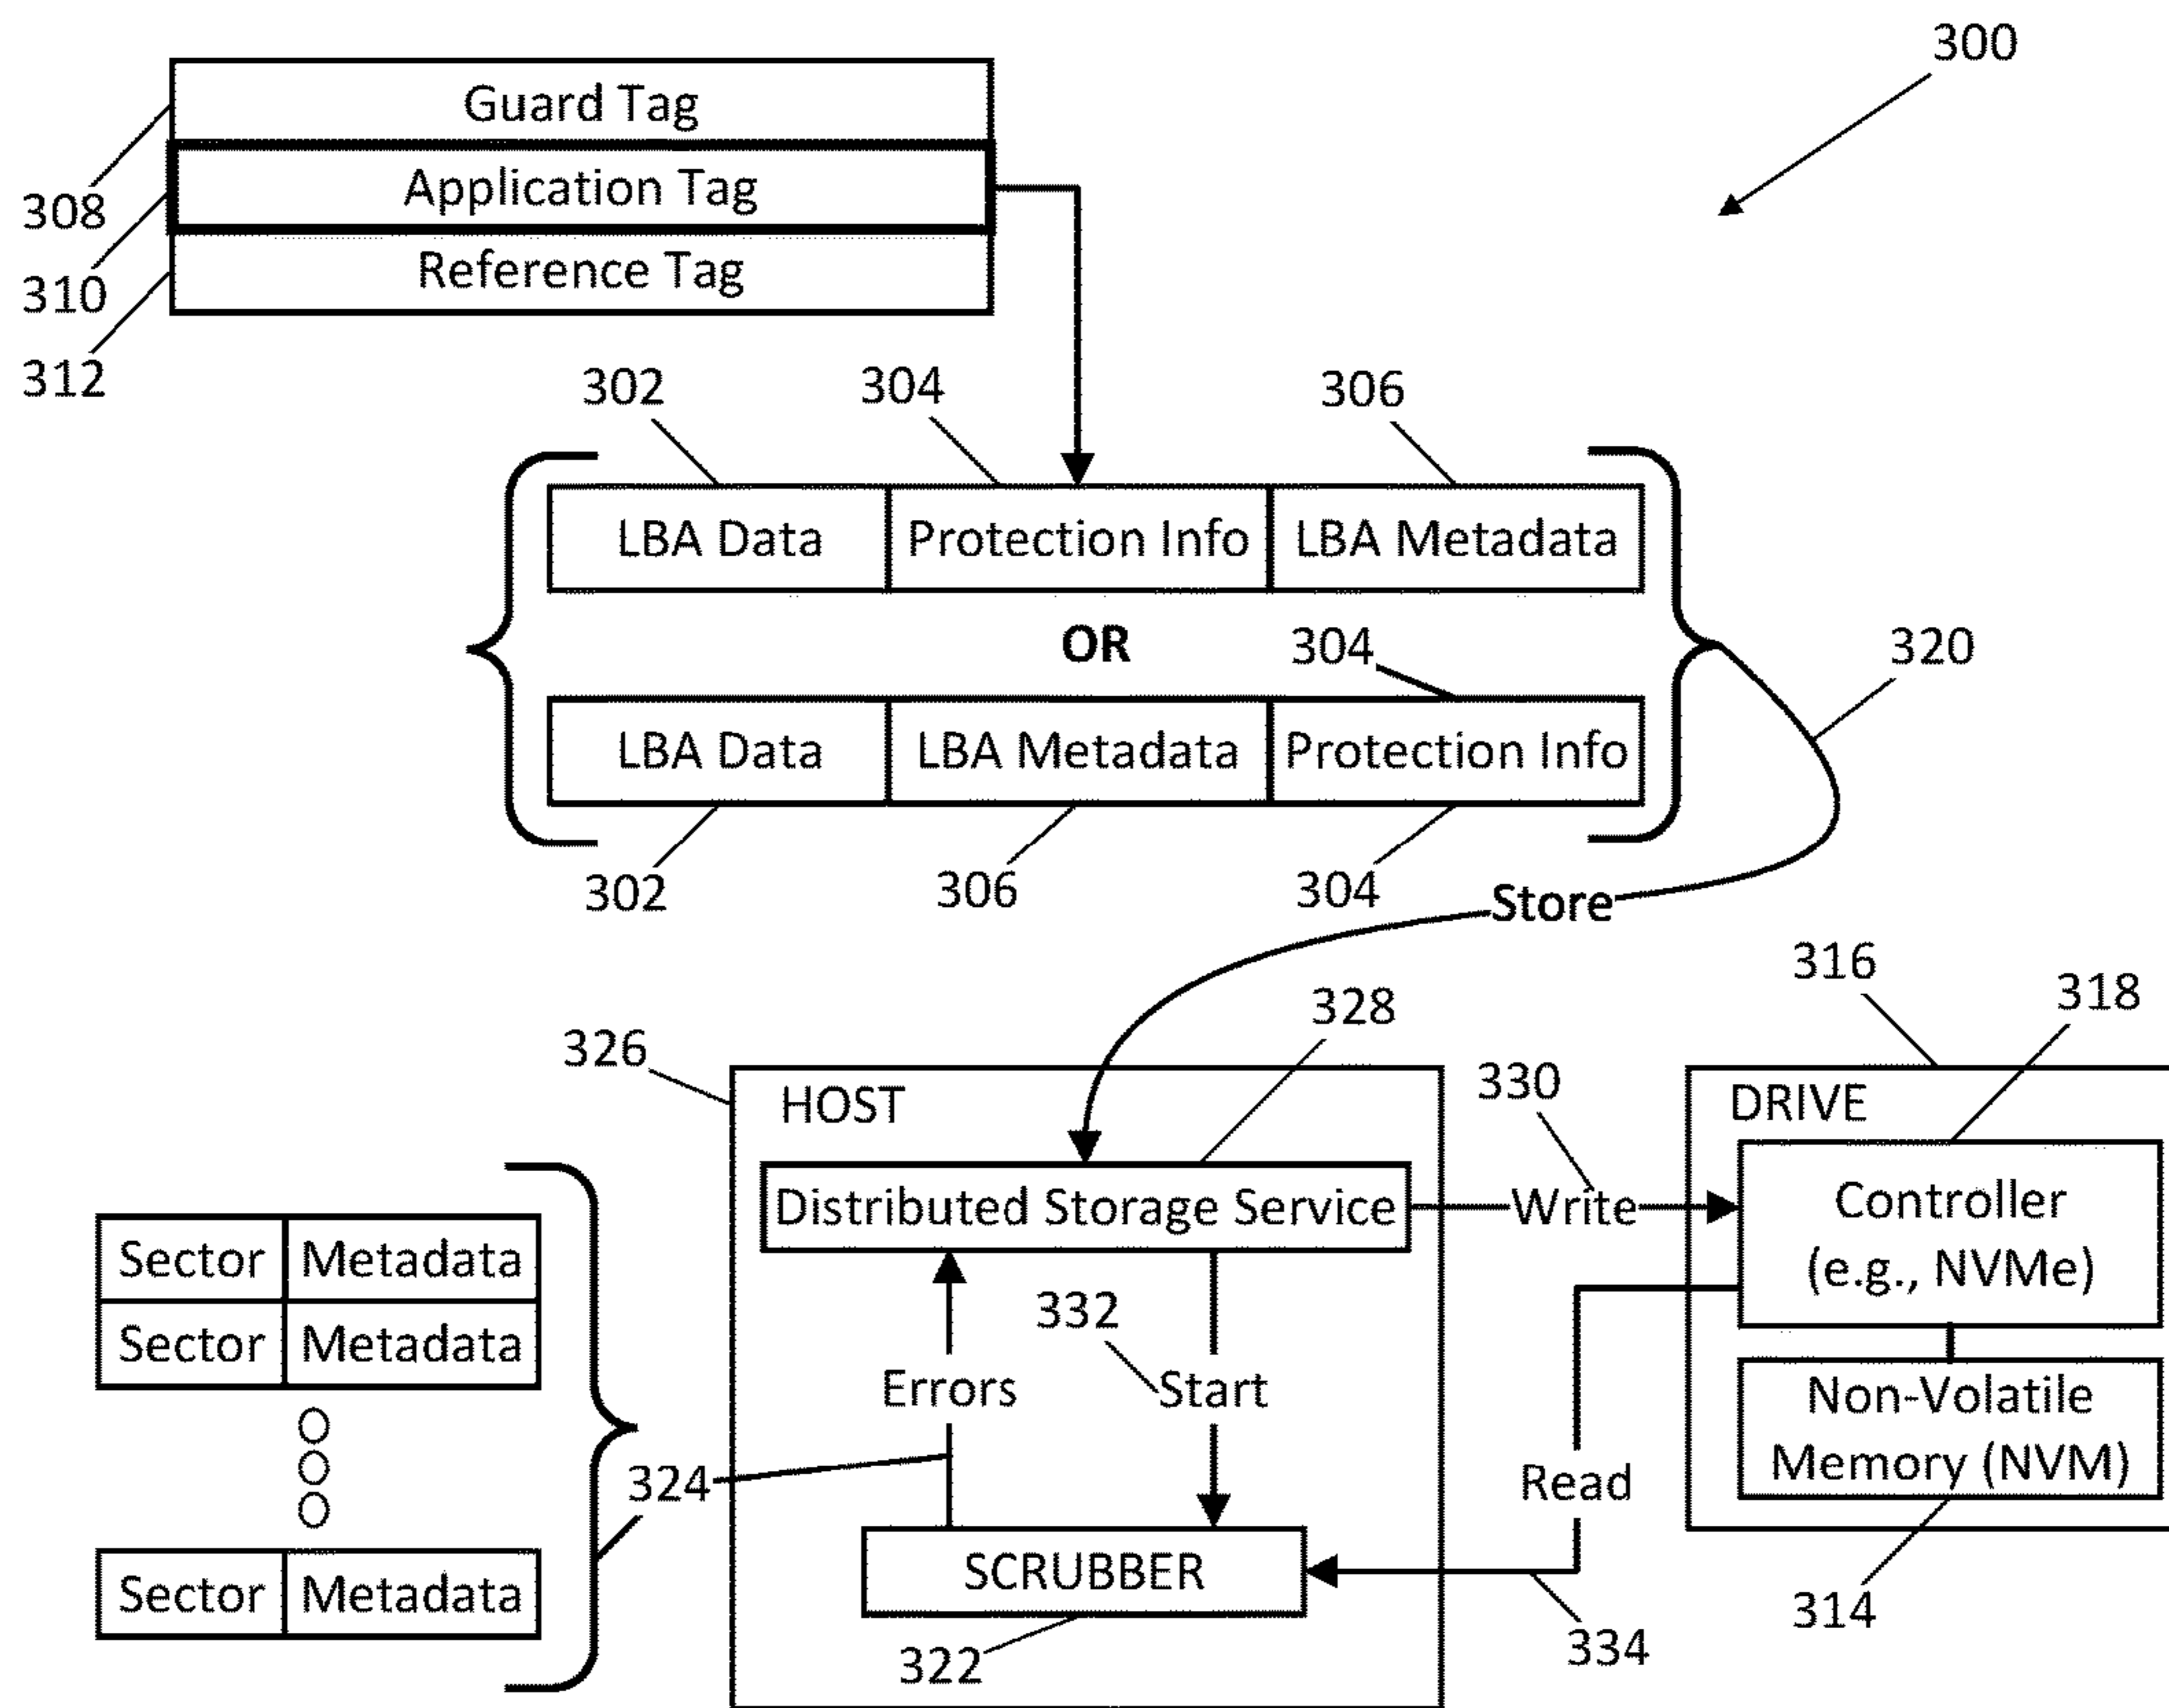 300
Guard Tag
Application Tag
Reference Tag
308
310
312
302
304
306
LBA Data
Protection Info
LBA Metadata
OR
304
320
LBA Data
LBA Metadata
Protection Info
302
306
304
Store
316
318
328
326
330
HOST
DRIVE
Distributed Storage Service
Write
Controller
(e.g., NVMe)
Sector
Metadata
Sector
Metadata
332
Errors
Start
Non-Volatile
Memory (NVM)
324
Read
Sector
Metadata
SCRUBBER
314
334
322